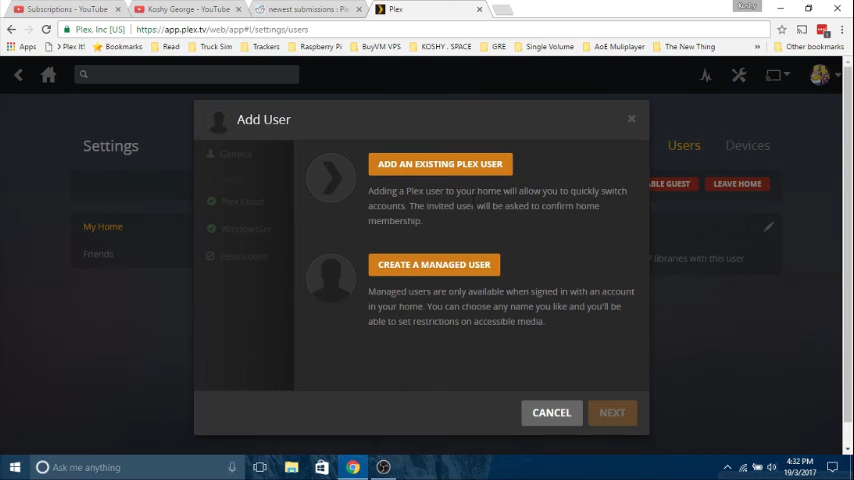 Subscriptions - YouTube
Koshy George - YouTube
newest submissions : Ple
Plex
Koshy
Plex, Inc [US]
https://app.plex.tv/web/app#!/settings/users
Apps
Plex It!
Bookmarks
Read
Truck Sim
Raspberry Pi
BuyVM VPS
KOSHY . SPACE
GRE
Single Volume
AoE Muliplayer
The New Thing
Other bookmarks
Settings
Users
Devices
ABLE GUEST
LEAVE HOME
My Home
Friends
libraries with this user
Add User
General
Plex Cloud
Restrictions
ADD AN EXISTING PLEX USER
Adding a Plex user to your home will allow you to quickly switch
accounts. The invited user will be asked to confirm home
membership.
CREATE A MANAGED USER
Managed users are only available when signed in with an account
in your home. You can choose any name you like and you'll be
able to set restrictions on accessible media.
CANCEL
NEXT
Ask me anything
4:32 PM
19/3/2017